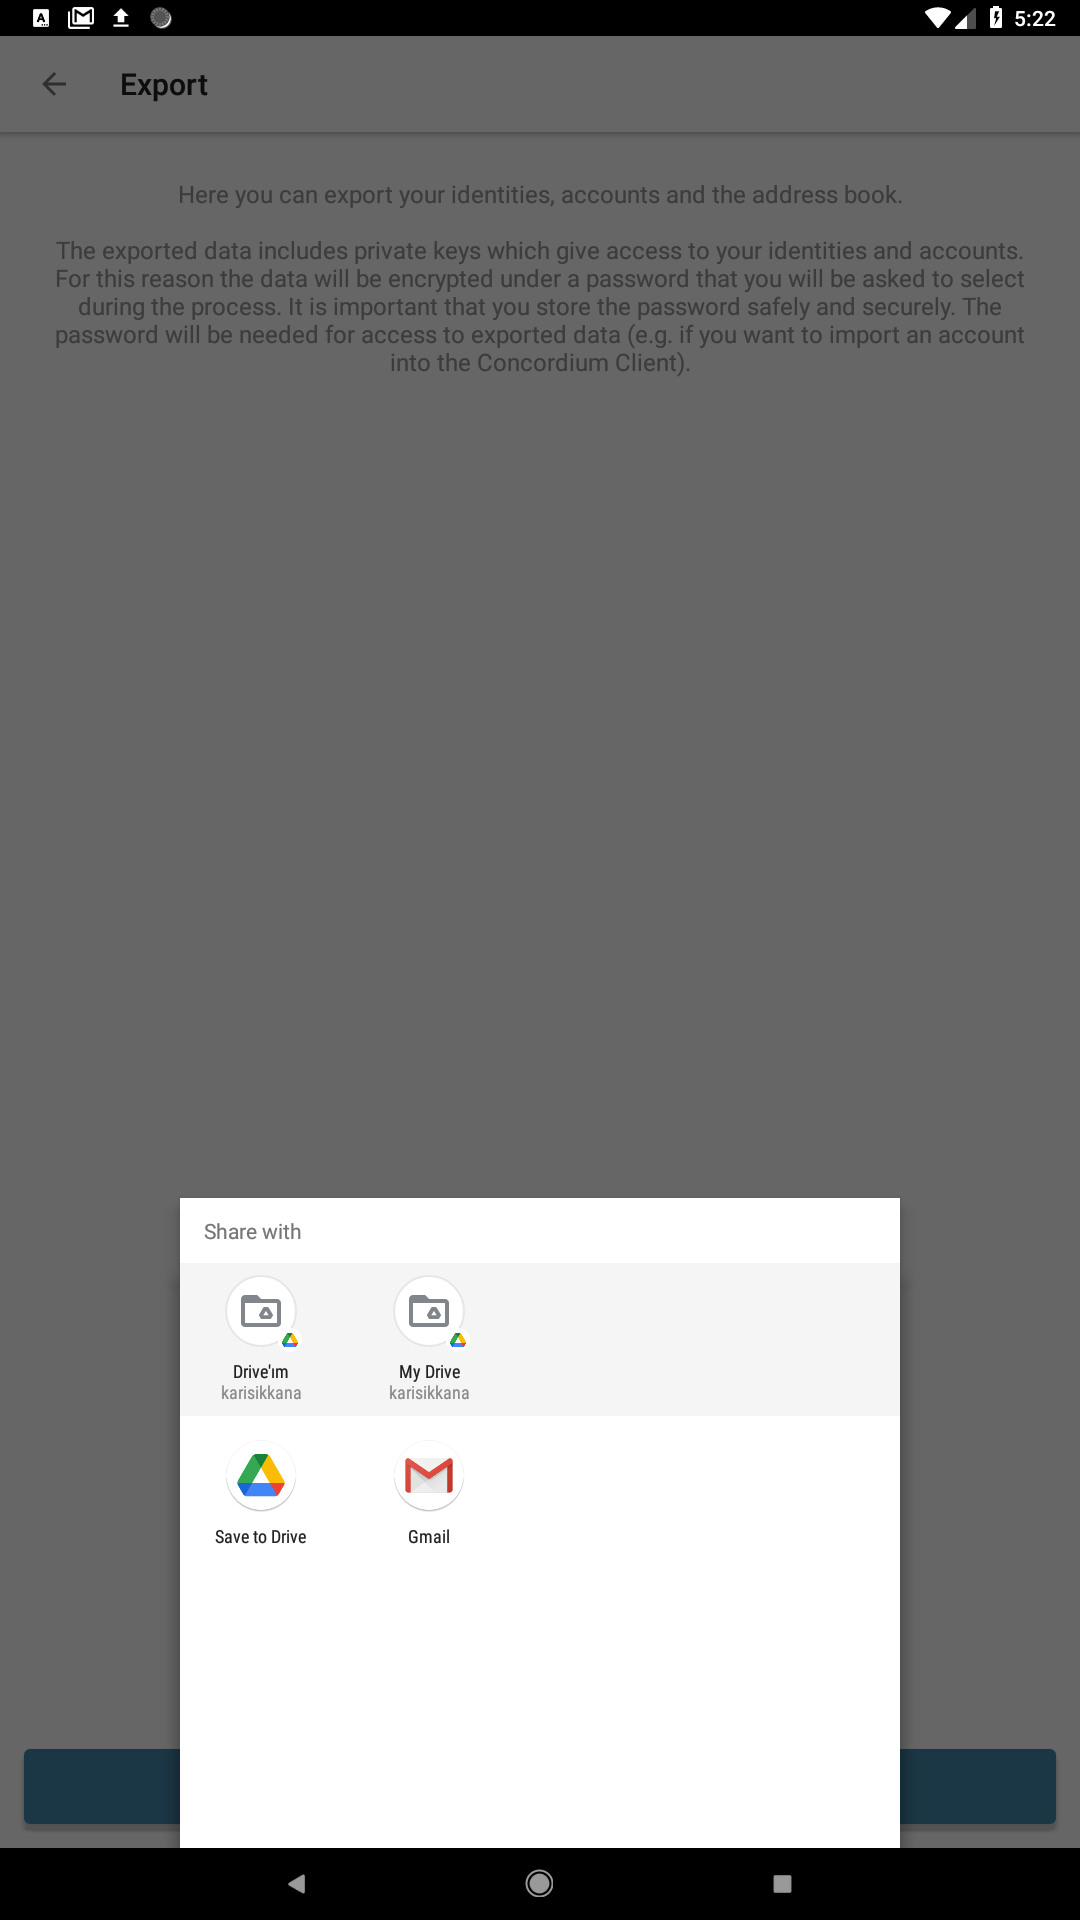 5:22
Export
Here you can export your identities, accounts and the address book.
The exported data includes private keys which give access to your identities and accounts.
For this reason the data will be encrypted under a password that you will be asked to select
during the process. It is important that you store the password safely and securely. The
password will be needed for access to exported data (e.g. if you want to import an account
into the Concordium Client).
Share with
Drive'ım
karisikkana
My Drive
karisikkana
Save to Drive
Gmail